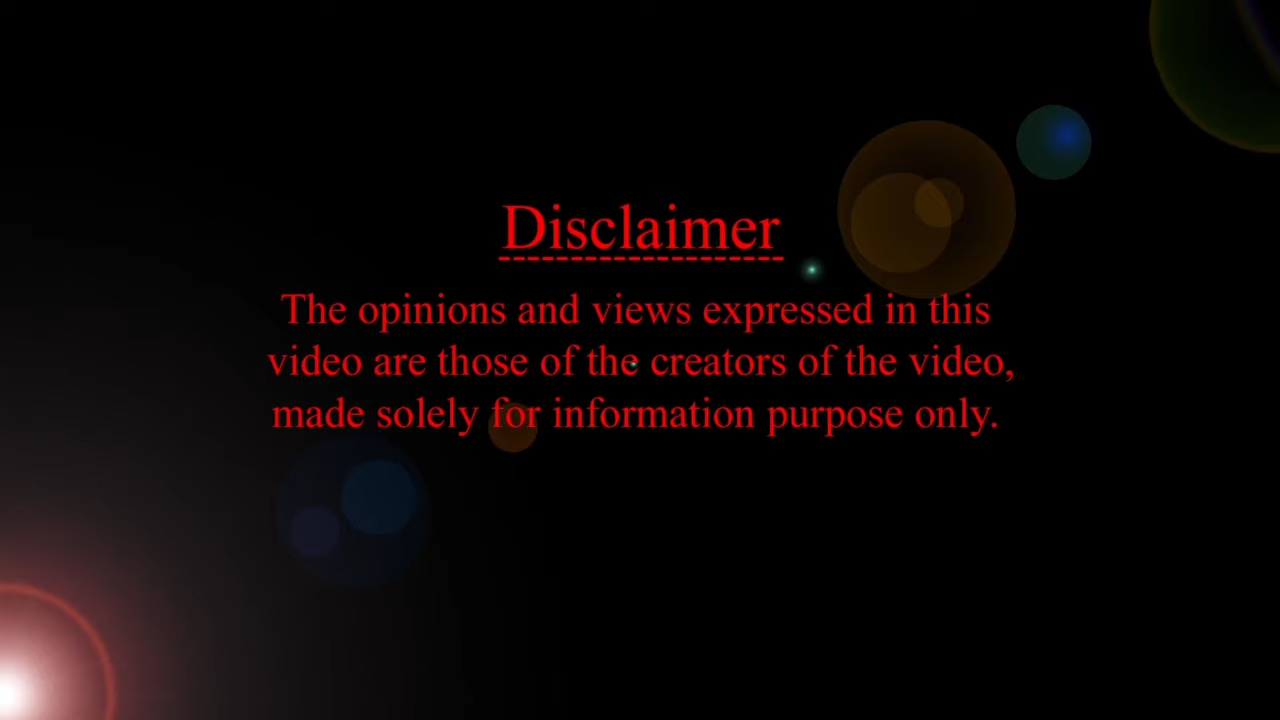 Disclaimer
The opinions and views expressed in this
video are those of the creators of the video,
made solely for information purpose only.